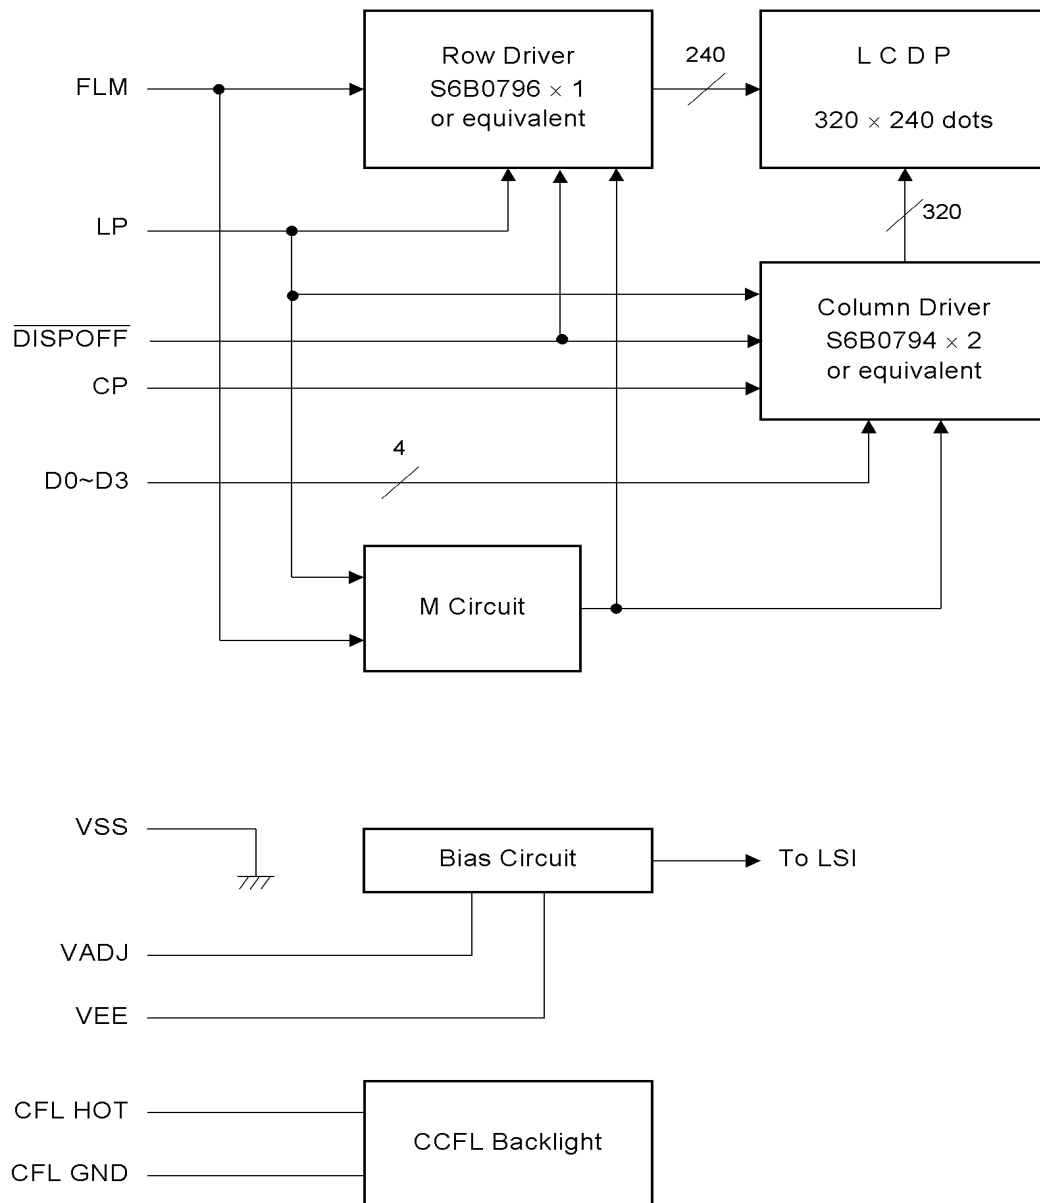 Row Driver
S6B0796 × 1
or equivalent
240
L C D P
320 × 240 dots
FLM
LP
320
Column Driver
S6B0794 × 2
or equivalent
DISPOFF
CP
4
D0~D3
M Circuit
VSS
Bias Circuit
To LSI
VADJ
VEE
CFL HOT
CCFL Backlight
CFL GND